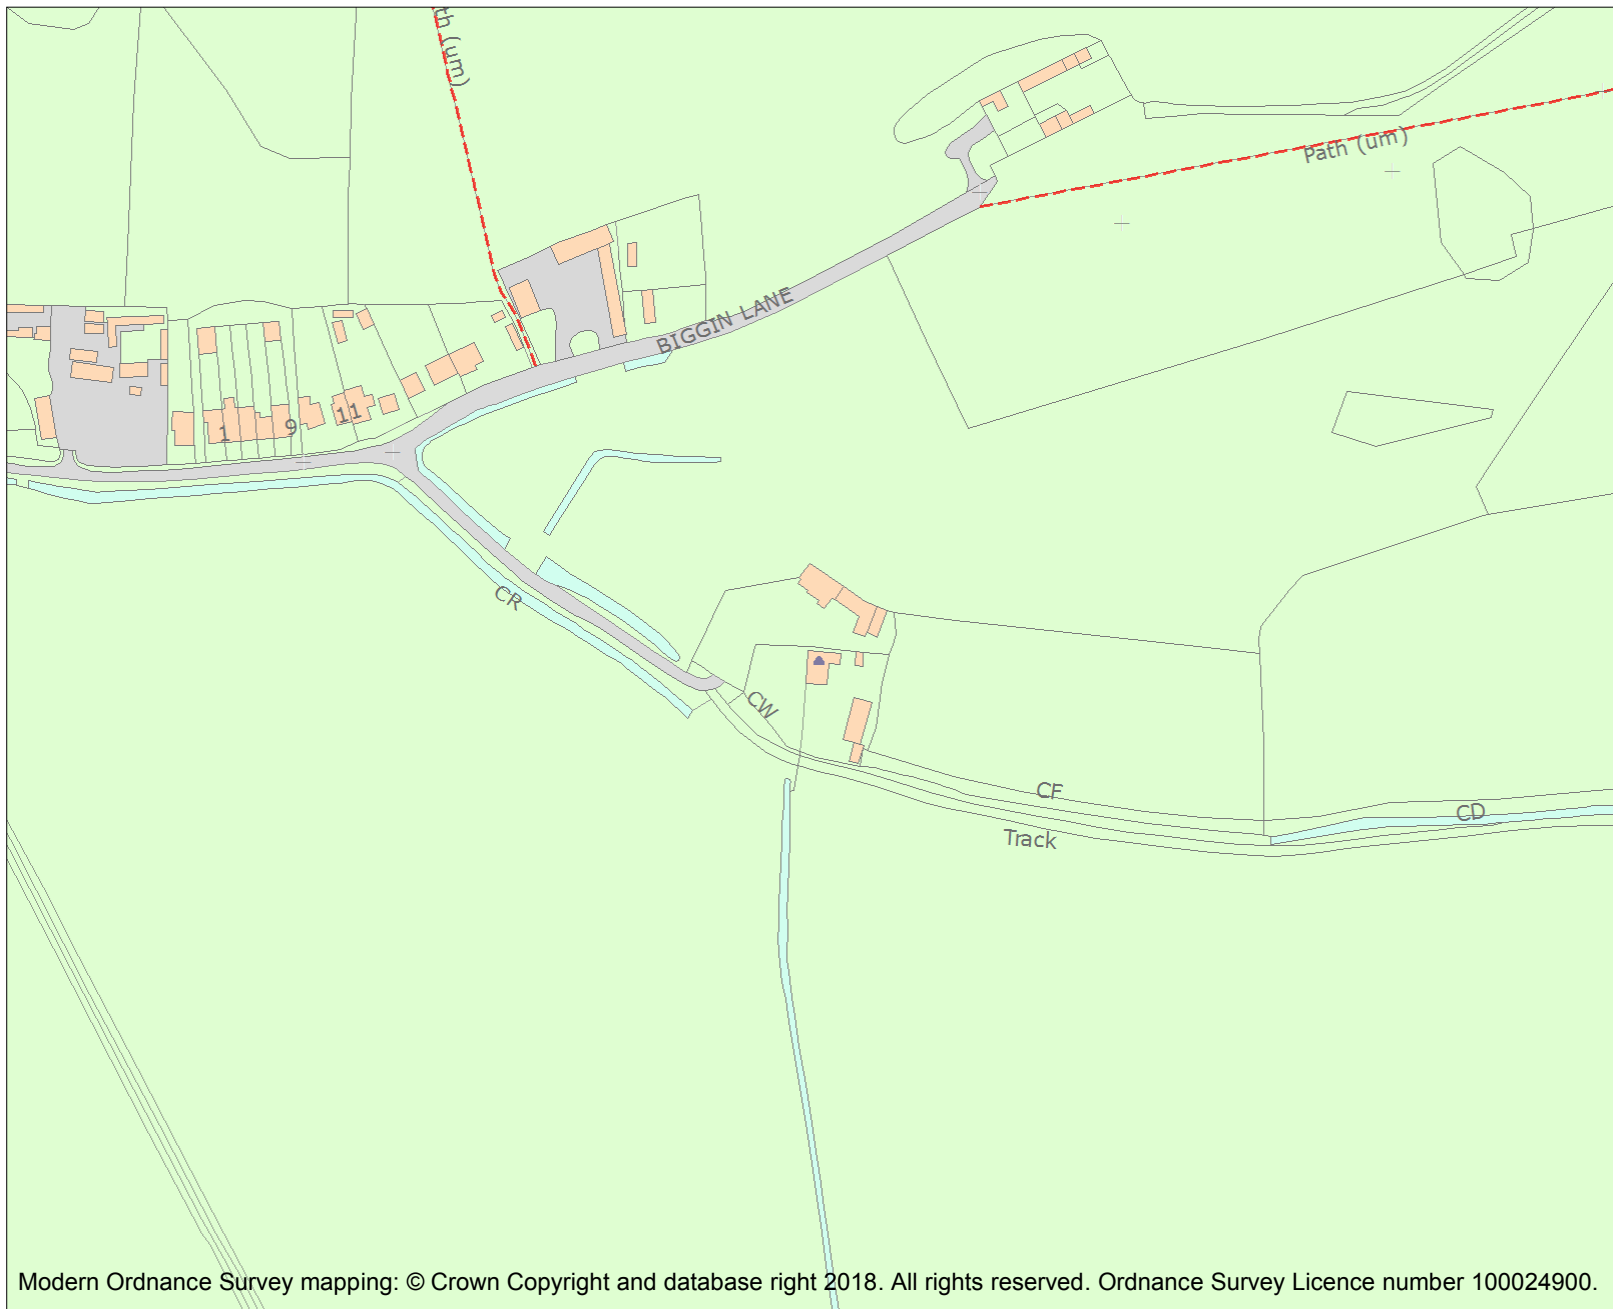 th (um)
Path (um)
BIGGIN LANE
1
9
11
CR
CW
CF
CD
Track
Modern Ordnance Survey mapping: © Crown Copyright and database right 2018. All rights reserved. Ordnance Survey Licence number 100024900.